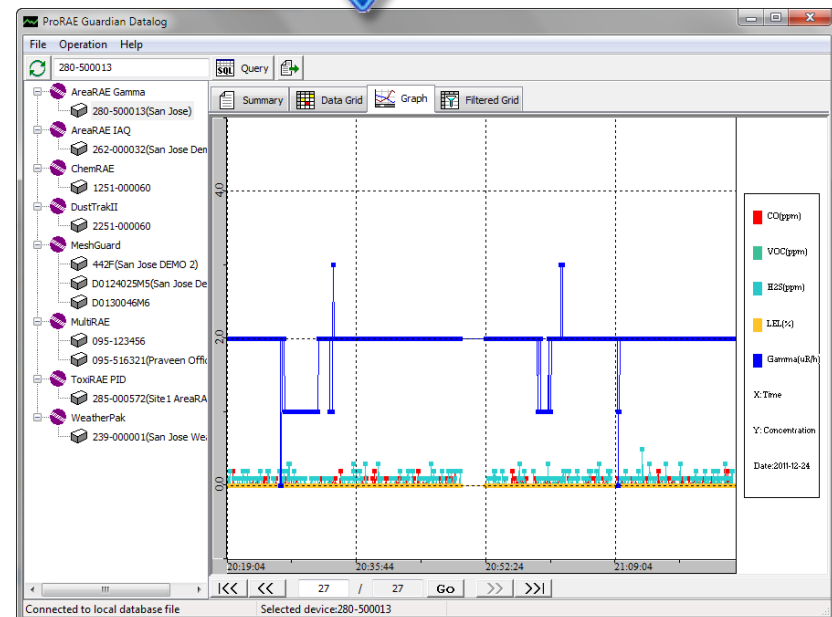 ProRAE Guardian Datalog
File Operation Help
280-500013
SQL Query
AreaRAE Gamma
280-500013(San Jose)
AreaRAE IAQ
262-000032(San Jose Den
ChemRAE
1251-000060
DustTrakII
2251-000060
MeshGuard
442F(San Jose DEMO 2)
D0124025M5(San Jose De
D0130046M6
MultiRAE
095-123456
095-516321(Praveen Offic
ToxiRAE PID
285-000572(Site1 AreaRA
WeatherPak
239-000001(San Jose We
Summary Data Grid Graph Filtered Grid
4.0
2.0
0.0
20:19:04 20:35:44 20:52:24 21:09:04
CO(ppm)
VOC(ppm)
H2S(ppm)
LEL(%)
Gamma(uR/h)
X:Time
Y: Concentration
Date:2011-12-24
|<< << 27 / 27 Go >> >>|
Connected to local database file Selected device:280-500013